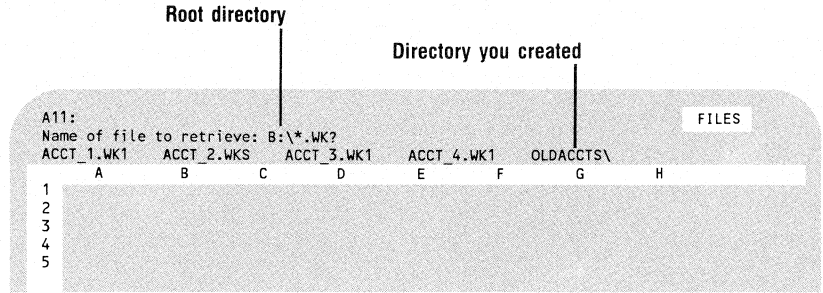 Root directory
Directory you created
A11: FILES
Name of file to retrieve: B:\*.WK?
ACCT_1.WK1 ACCT_2.WKS ACCT_3.WK1 ACCT_4.WK1 OLDACCTS\
A B C D E F G H
1
2
3
4
5